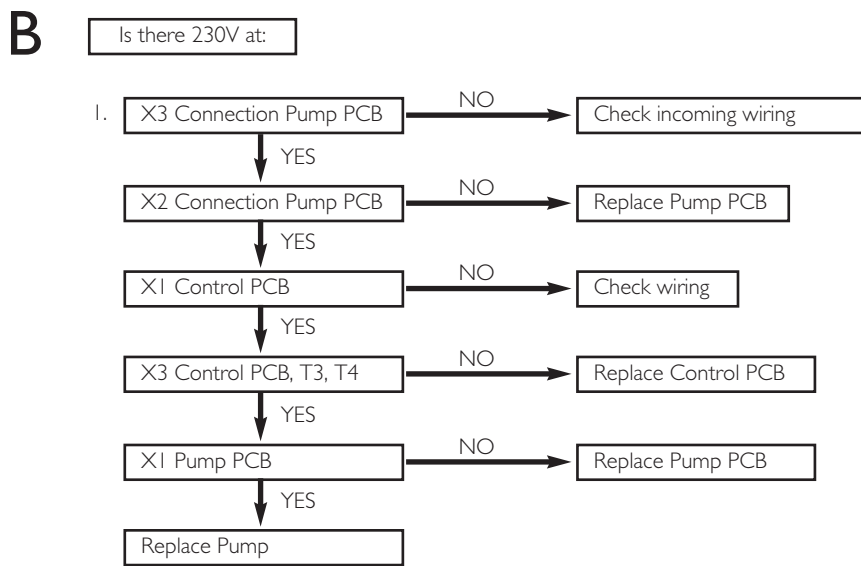 B
Is there 230V at:
1. X3 Connection Pump PCB NO Check incoming wiring
YES
X2 Connection Pump PCB NO Replace Pump PCB
YES
X1 Control PCB NO Check wiring
YES
X3 Control PCB, T3, T4 NO Replace Control PCB
YES
X1 Pump PCB NO Replace Pump PCB
YES
Replace Pump